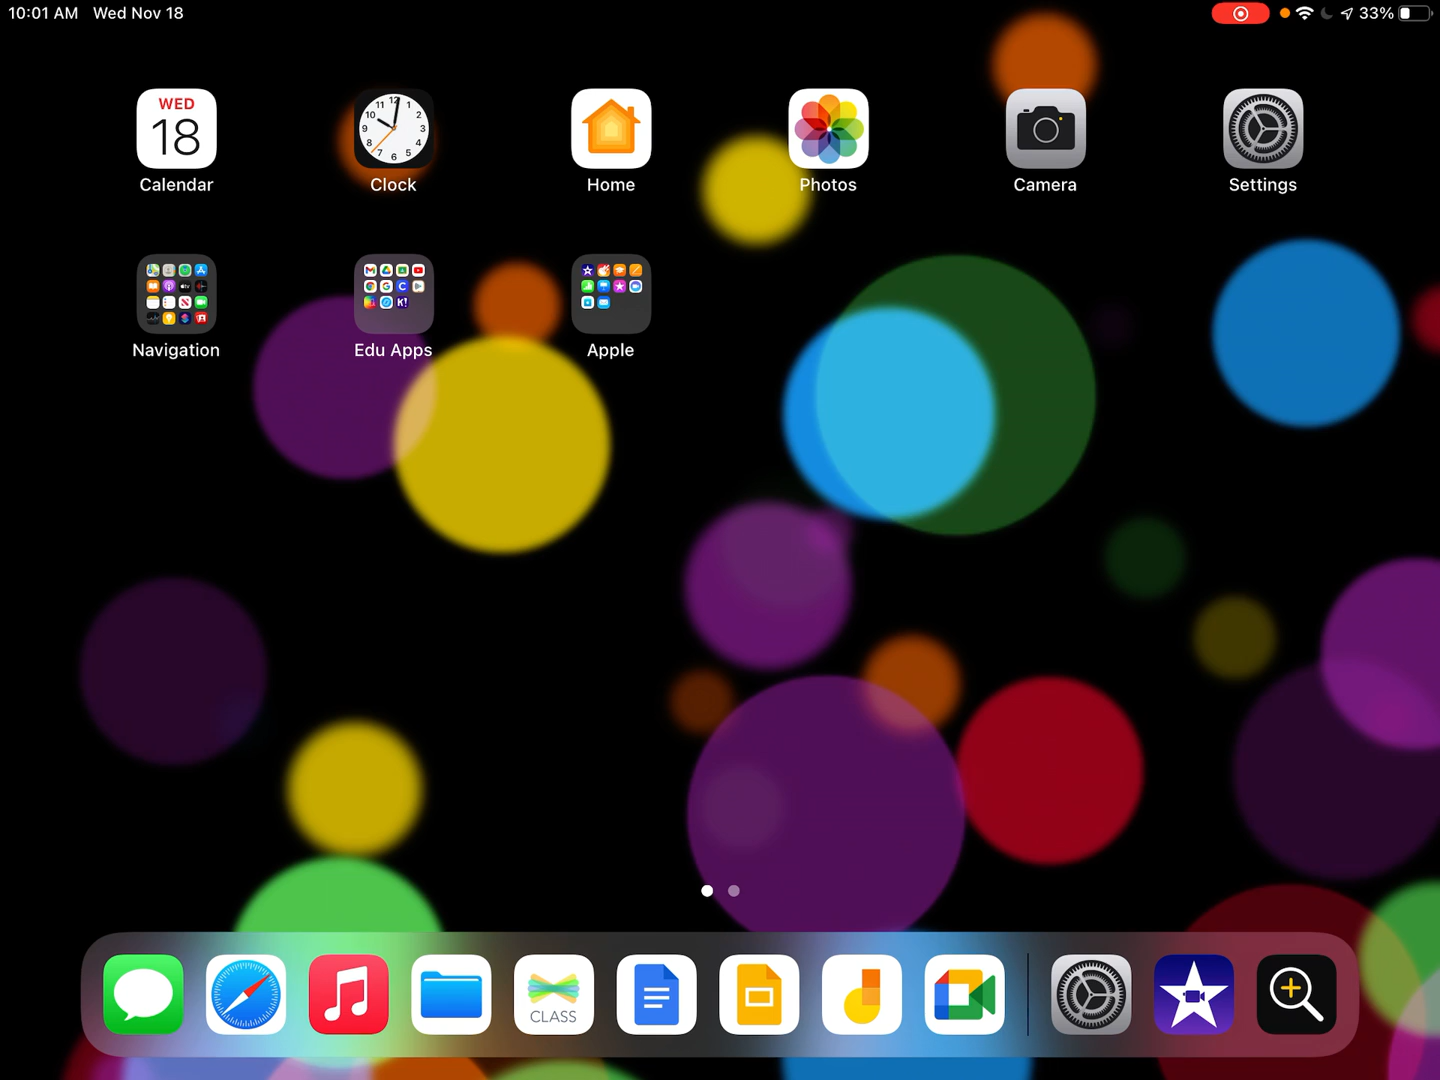 10:01 AM Wed Nov 18
33%
WED
18
Calendar
Clock
Home
Photos
Camera
Settings
Navigation
Edu Apps
Apple
CLASS